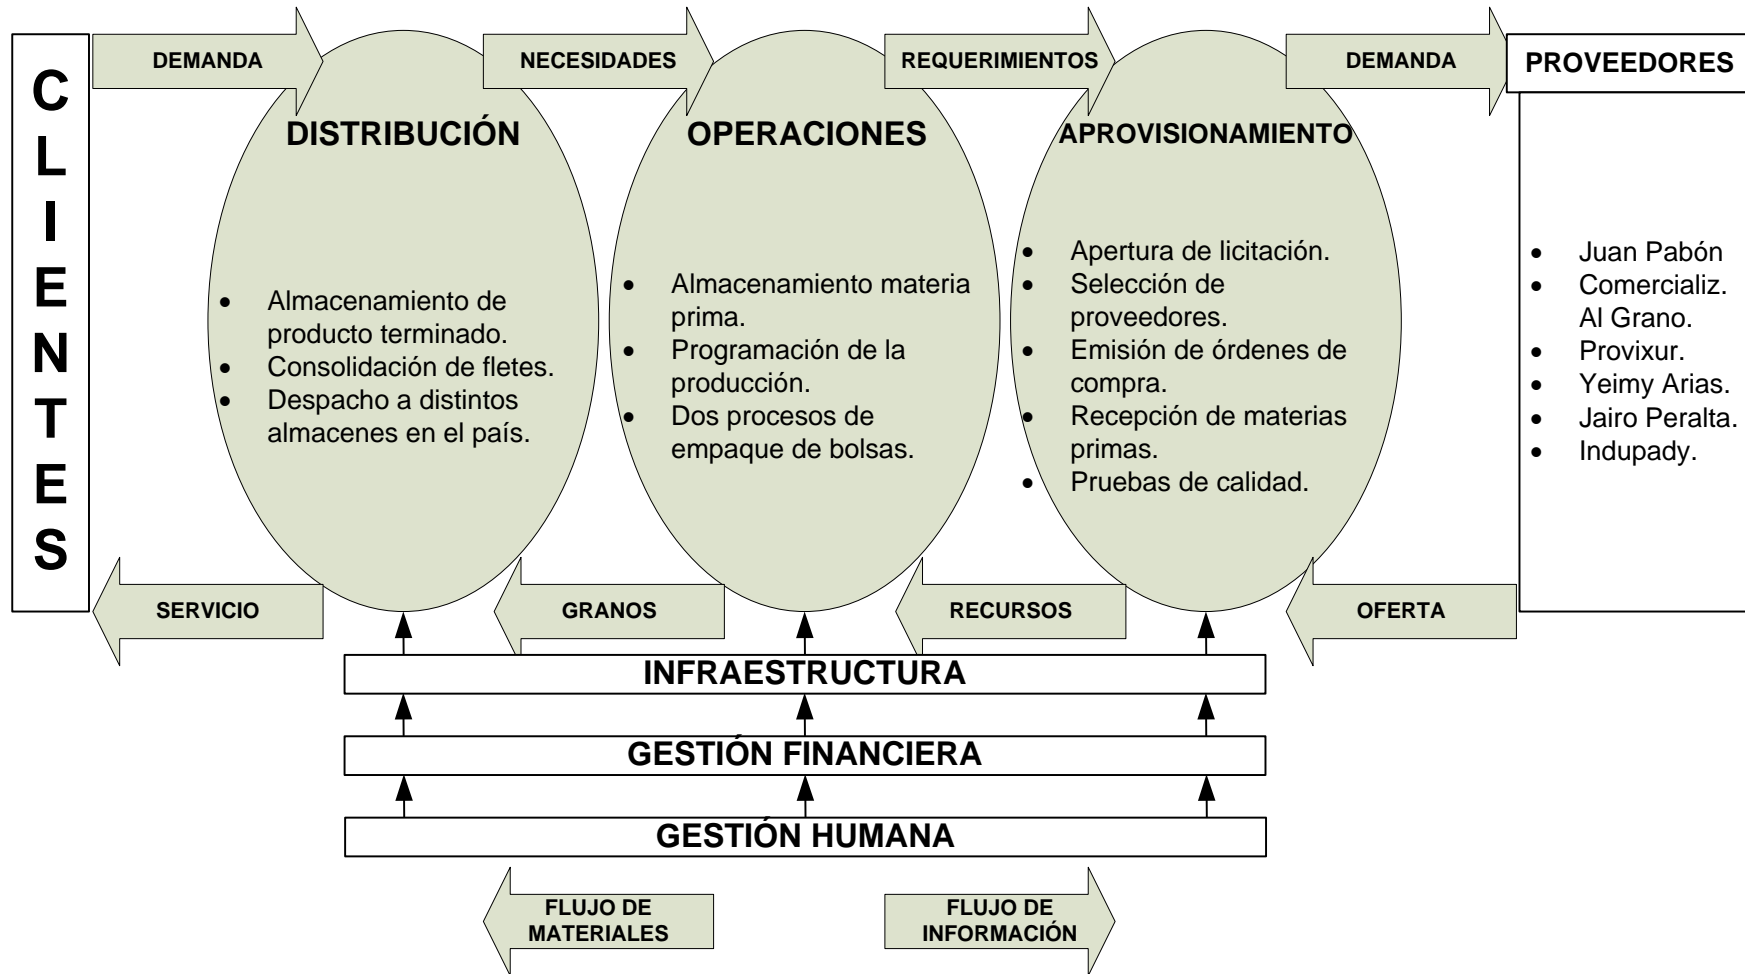 CLIENTES
DEMANDA
NECESIDADES
REQUERIMIENTOS
DEMANDA
PROVEEDORES
DISTRIBUCIÓN
• Almacenamiento de
producto terminado.
• Consolidación de fletes.
• Despacho a distintos
almacenes en el país.
OPERACIONES
• Almacenamiento materia
prima.
• Programación de la
producción.
• Dos procesos de
empaque de bolsas.
APROVISIONAMIENTO
• Apertura de licitación.
• Selección de
proveedores.
• Emisión de órdenes de
compra.
• Recepción de materias
primas.
• Pruebas de calidad.
• Juan Pabón
• Comercializ.
Al Grano.
• Provixur.
• Yeimy Arias.
• Jairo Peralta.
• Indupady.
SERVICIO
GRANOS
RECURSOS
OFERTA
INFRAESTRUCTURA
GESTIÓN FINANCIERA
GESTIÓN HUMANA
FLUJO DE
MATERIALES
FLUJO DE
INFORMACIÓN